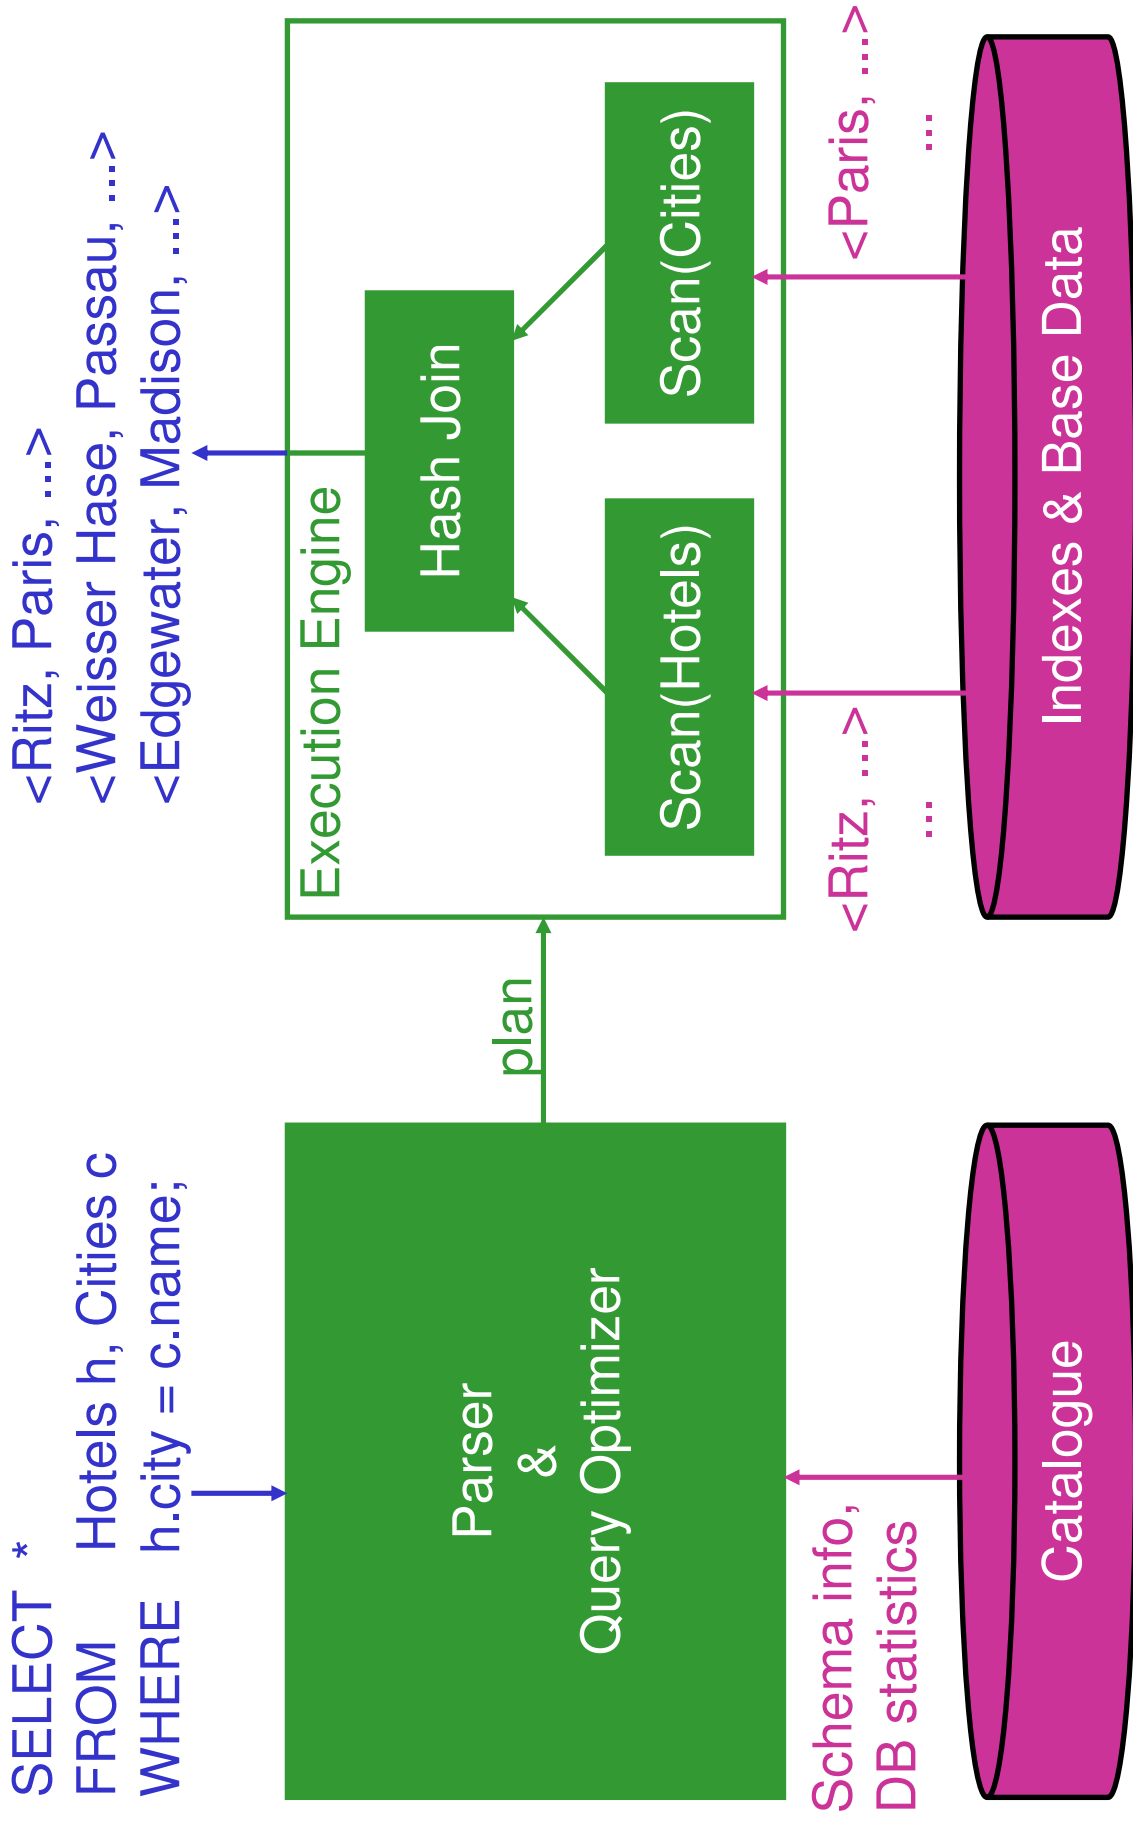 SELECT *
FROM Hotels h, Cities c
WHERE h.city = c.name;
<Ritz, Paris, ...>
<Weisser Hase, Passau, ...>
<Edgewater, Madison, ...>
Parser
&
Query Optimizer
plan
Execution Engine
Hash Join
Scan(Hotels)
Scan(Cities)
Schema info,
DB statistics
<Ritz, ...>
...
<Paris, ...>
...
Catalogue
Indexes & Base Data